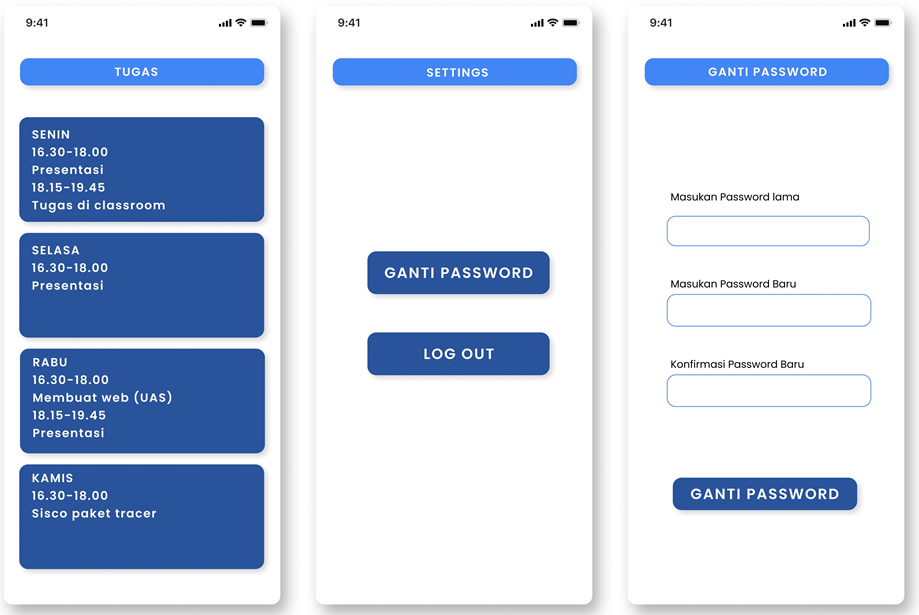 9:41
TUGAS
SENIN
16.30-18.00
Presentasi
18.15-19.45
Tugas di classroom
SELASA
16.30-18.00
Presentasi
RABU
16.30-18.00
Membuat web (UAS)
18.15-19.45
Presentasi
KAMIS
16.30-18.00
Sisco paket tracer
9:41
SETTINGS
GANTI PASSWORD
LOG OUT
9:41
GANTI PASSWORD
Masukan Password lama
Masukan Password Baru
Konfirmasi Password Baru
GANTI PASSWORD